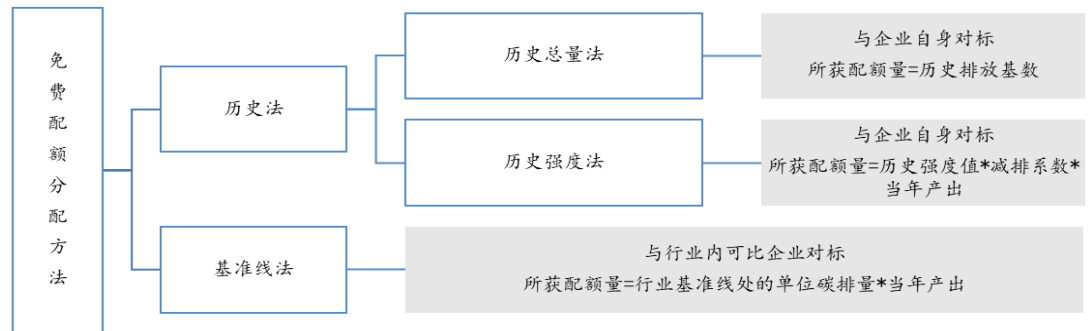 免费配额分配方法
历史法
历史总量法
与企业自身对标
所获配额量=历史排放基数
历史强度法
与企业自身对标
所获配额量=历史强度值*减排系数*
当年产出
基准线法
与行业内可比企业对标
所获配额量=行业基准线处的单位碳排量*当年产出